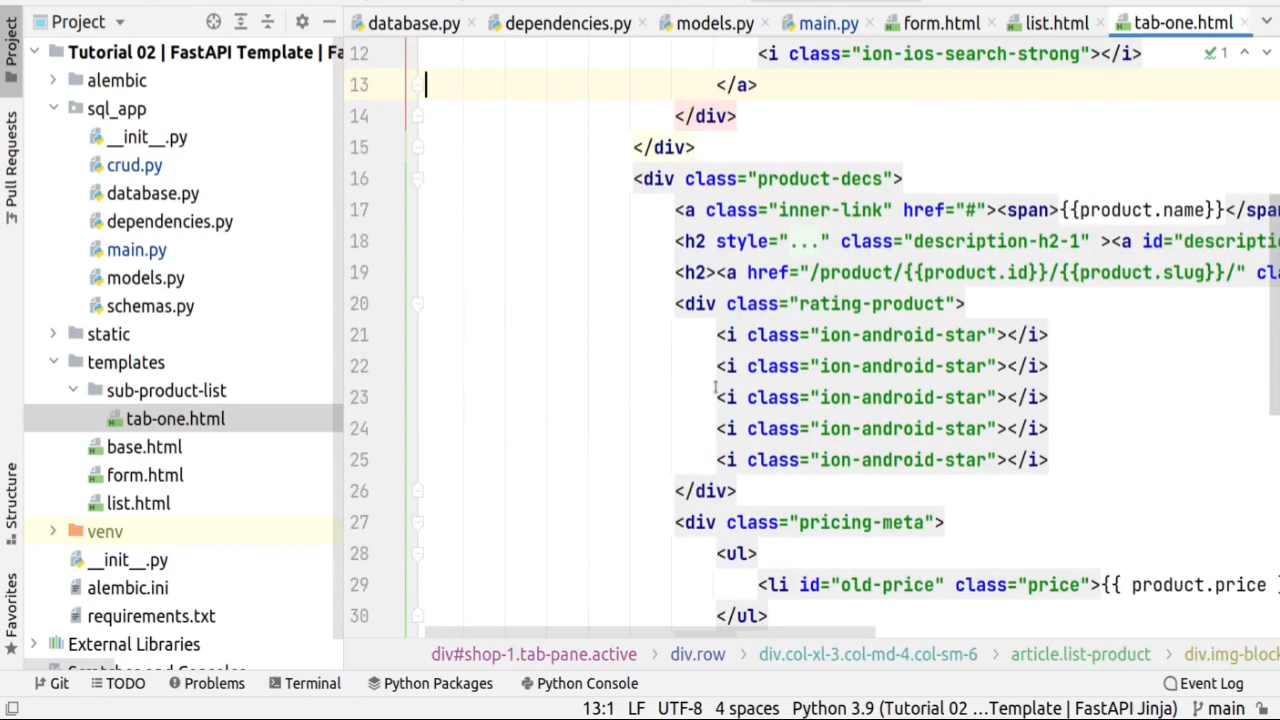 Project
database.py
dependencies.py
models.py
main.py
form.html
list.html
tab-one.html
Project
Pull Requests
Structure
Favorites
Tutorial 02 | FastAPI Template | Fa
alembic
sql_app
__init__.py
crud.py
database.py
dependencies.py
main.py
models.py
schemas.py
static
templates
sub-product-list
tab-one.html
base.html
form.html
list.html
venv
__init__.py
alembic.ini
requirements.txt
External Libraries
12 <i class="ion-ios-search-strong"></i>
1
13 </a>
14 </div>
15 </div>
16 <div class="product-decs">
17 <a class="inner-link" href="#"><span>{{product.name}}</span
18 <h2 style="..." class="description-h2-1" ><a id="descriptio
19 <h2><a href="/product/{{product.id}}/{{product.slug}}/" cla
20 <div class="rating-product">
21 <i class="ion-android-star"></i>
22 <i class="ion-android-star"></i>
23 <i class="ion-android-star"></i>
24 <i class="ion-android-star"></i>
25 <i class="ion-android-star"></i>
26 </div>
27 <div class="pricing-meta">
28 <ul>
29 <li id="old-price" class="price">{{ product.price }
30 </ul>
div#shop-1.tab-pane.active > div.row > div.col-xl-3.col-md-4.col-sm-6 > article.list-product > div.img-block
Git
TODO
Problems
Terminal
Python Packages
Python Console
Event Log
13:1 LF UTF-8 4 spaces Python 3.9 (Tutorial 02 ...Template | FastAPI Jinja) main